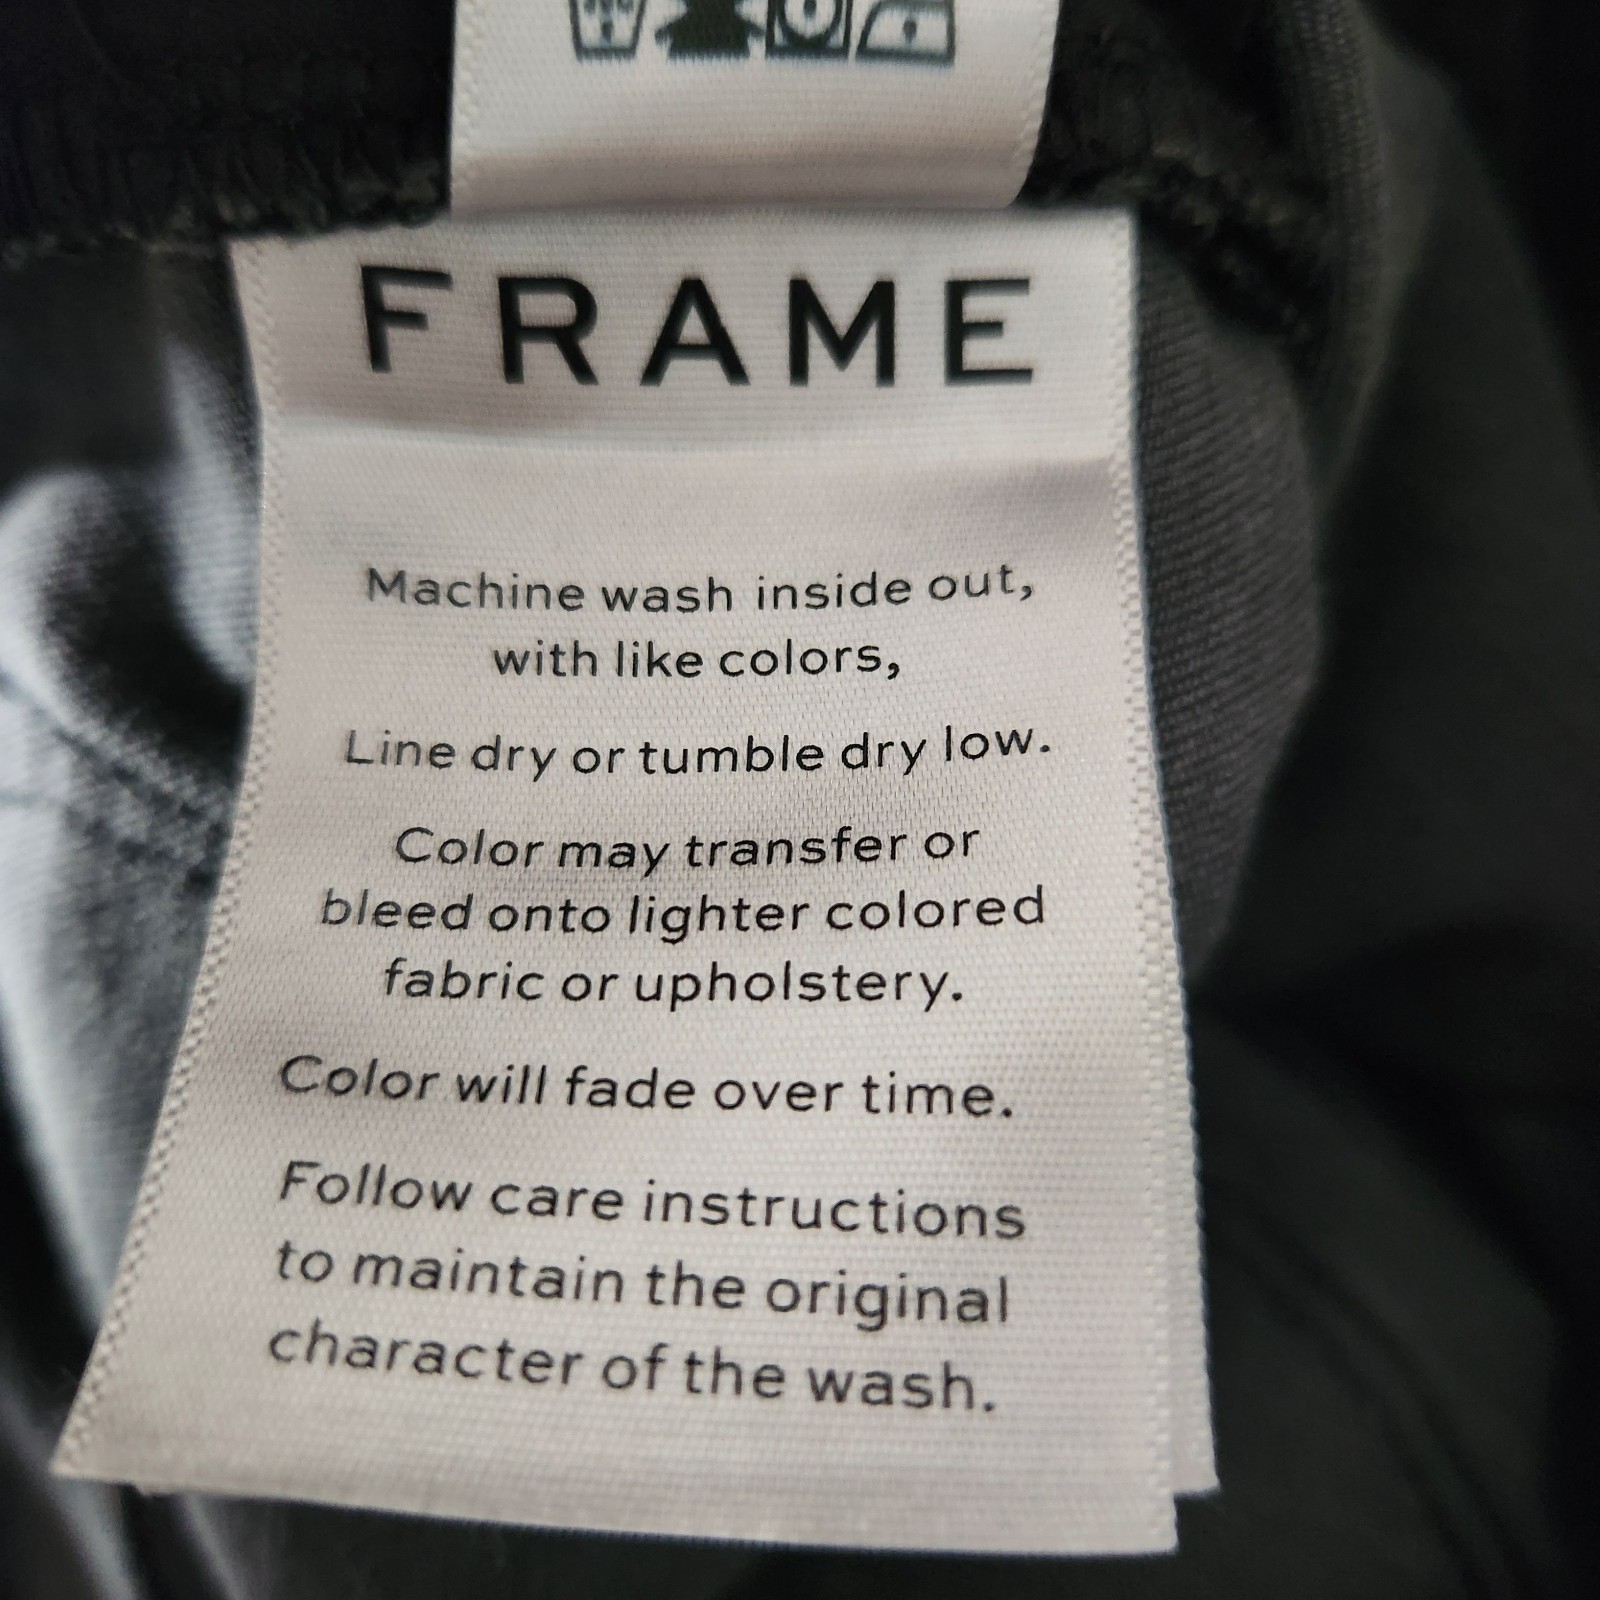 FRAME
Machine wash inside out,
with like colors,
Line dry or tumble dry low.
Color may transfer or
bleed onto lighter colored
fabric or upholstery.
Color will fade over time.
Follow care instructions
to maintain the original
character of the wash.